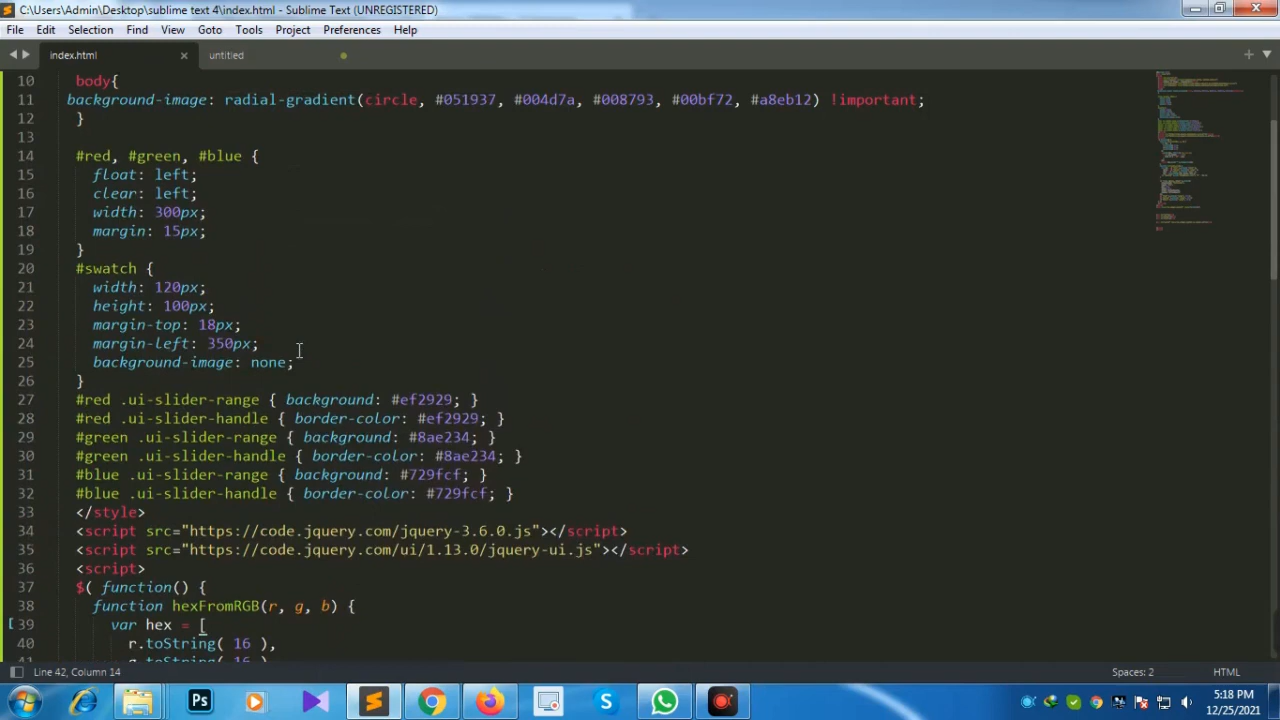 C:\Users\Admin\Desktop\sublime text 4\index.html - Sublime Text (UNREGISTERED)
File Edit Selection Find View Goto Tools Project Preferences Help
index.html × untitled
10 body{
11 background-image: radial-gradient(circle, #051937, #004d7a, #008793, #00bf72, #a8eb12) !important;
12 }
13
14 #red, #green, #blue {
15 float: left;
16 clear: left;
17 width: 300px;
18 margin: 15px;
19 }
20 #swatch {
21 width: 120px;
22 height: 100px;
23 margin-top: 18px;
24 margin-left: 350px;
25 background-image: none;
26 }
27 #red .ui-slider-range { background: #ef2929; }
28 #red .ui-slider-handle { border-color: #ef2929; }
29 #green .ui-slider-range { background: #8ae234; }
30 #green .ui-slider-handle { border-color: #8ae234; }
31 #blue .ui-slider-range { background: #729fcf; }
32 #blue .ui-slider-handle { border-color: #729fcf; }
33 </style>
34 <script src="https://code.jquery.com/jquery-3.6.0.js"></script>
35 <script src="https://code.jquery.com/ui/1.13.0/jquery-ui.js"></script>
36 <script>
37 $( function() {
38 function hexFromRGB(r, g, b) {
39 var hex = [
40 r.toString( 16 ),
41 g.toString( 16 )
Line 42, Column 14 Spaces: 2 HTML
Ps S
5:18 PM
12/25/2021